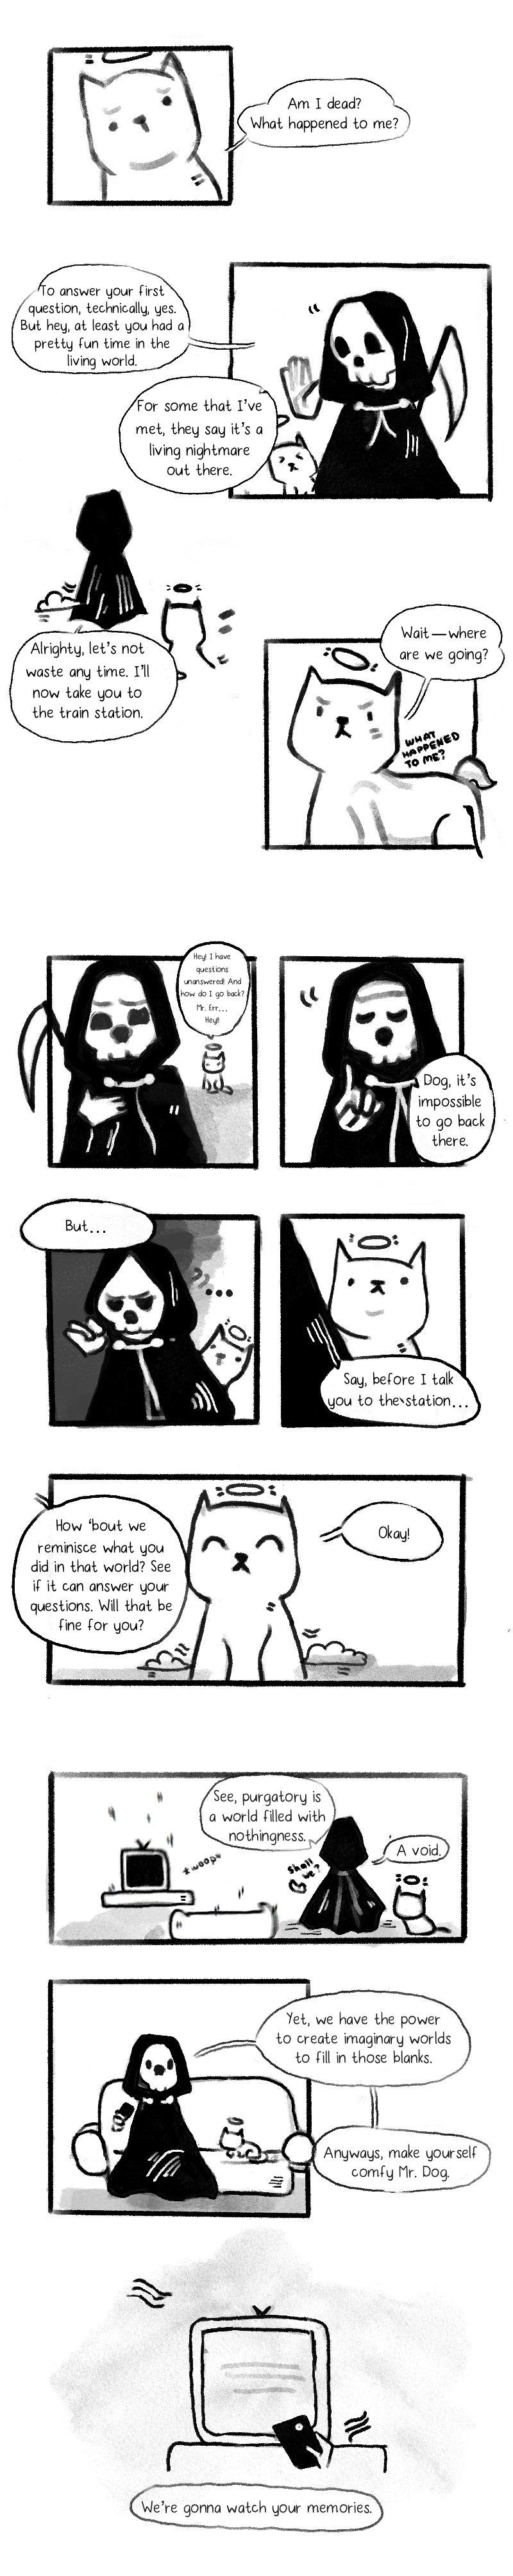 Am I dead?
What happened to me?
To answer your first
question, technically, yes.
But hey, at least you had a
pretty fun time in the
living world.
For some that I've
met, they say it's a
living nightmare
out there.
Alrighty, let's not
waste any time. I'll
now take you to
the train station.
Wait—where
are we going?
WHAT
HAPPENED
TO ME?
Hey! I have
questions
unanswered! And
how do I go back?
Mr. Err...
Hey!!
Dog, it's
impossible
to go back
there.
But...
...
Say, before I talk
you to the station...
How 'bout we
reminisce what you
did in that world? See
if it can answer your
questions. Will that be
fine for you?
Okay!
See, purgatory is
a world filled with
nothingness.
A void.
*woop*
Shall
we?
Yet, we have the power
to create imaginary worlds
to fill in those blanks.
Anyways, make yourself
comfy Mr. Dog.
We're gonna watch your memories.